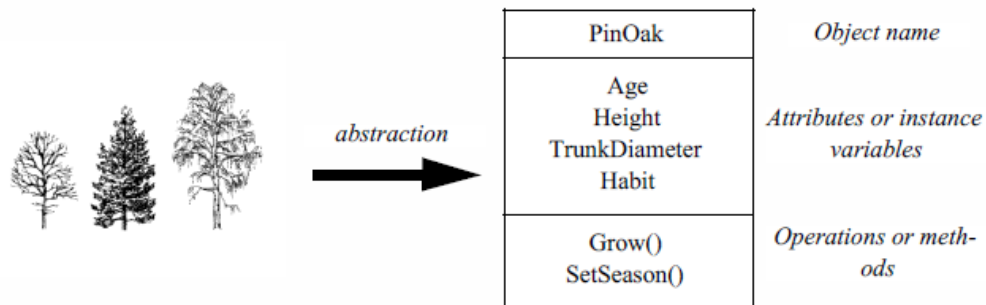 abstraction
PinOak
Object name
Age
Height
TrunkDiameter
Habit
Attributes or instance
variables
Grow()
SetSeason()
Operations or meth-
ods